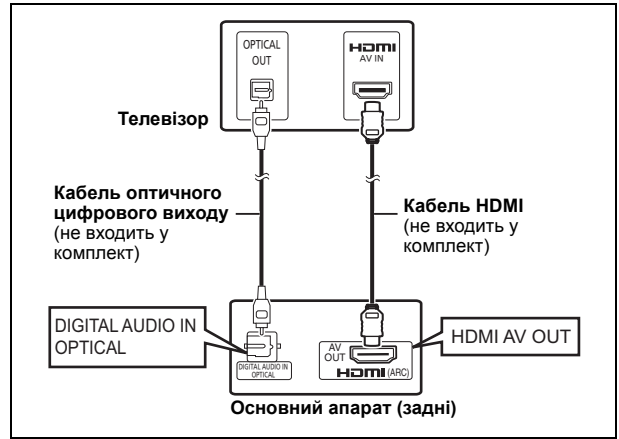 OPTICAL
OUT
HDMI
AV IN
Телевізор
Кабель оптичного
цифрового виходу
(не входить у
комплект)
Кабель HDMI
(не входить у
комплект)
DIGITAL AUDIO IN
OPTICAL
DIGITAL AUDIO IN
OPTICAL
AV
OUT
HDMI (ARC)
HDMI AV OUT
Основний апарат (задні)